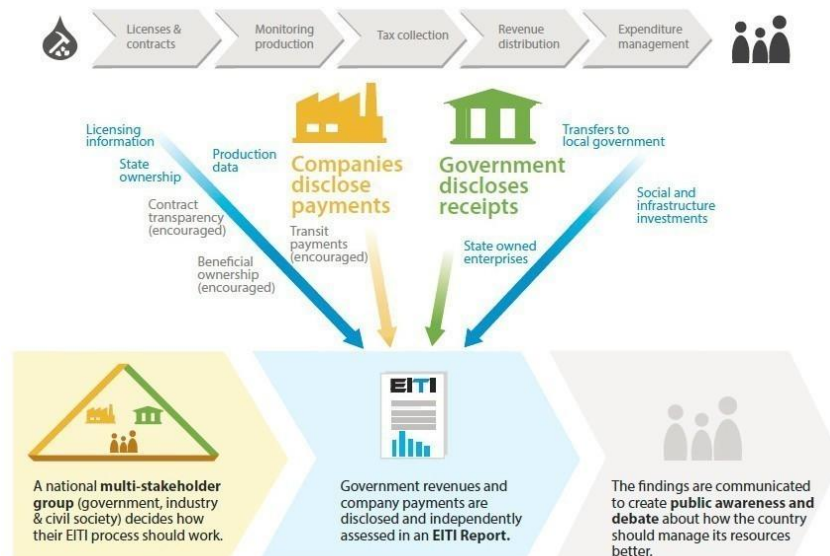 Licenses &
contracts
Monitoring
production
Tax collection
Revenue
distribution
Expenditure
management
Licensing
information
State
ownership
Production
data
Contract
transparency
(encouraged)
Beneficial
ownership
(encouraged)
Companies
disclose
payments
Transit
payments
(encouraged)
Government
discloses
receipts
State owned
enterprises
Transfers to
local government
Social and
infrastructure
investments
A national multi-stakeholder
group (government, industry
& civil society) decides how
their EITI process should work.
EITI
Government revenues and
company payments are
disclosed and independently
assessed in an EITI Report.
The findings are communicated
to create public awareness and
debate about how the country
should manage its resources
better.